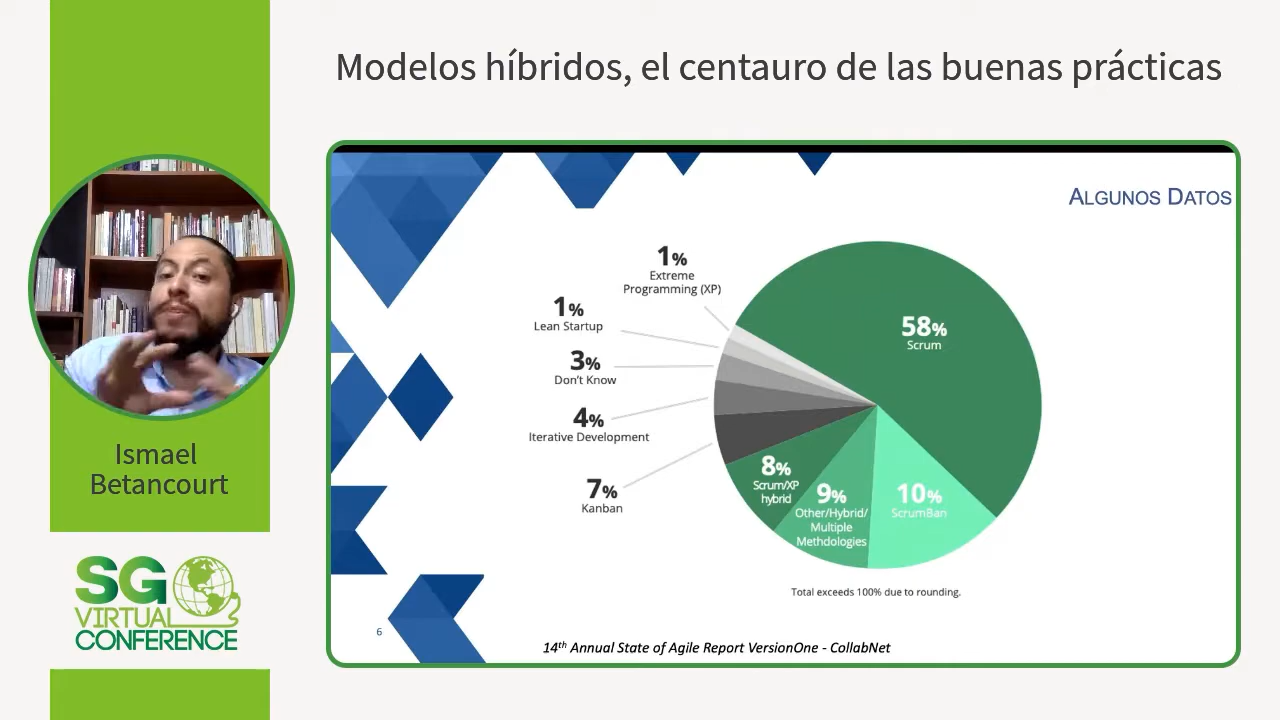 Modelos híbridos, el centauro de las buenas prácticas
ALGUNOS DATOS
1%
Extreme
Programming (XP)
1%
Lean Startup
3%
Don't Know
4%
Iterative Development
7%
Kanban
8%
Scrum/XP
hybrid
9%
Other/Hybrid/
Multiple
Methdologies
10%
ScrumBan
58%
Scrum
Total exceeds 100% due to rounding.
6
14th Annual State of Agile Report VersionOne - CollabNet
Ismael
Betancourt
SG
VIRTUAL
CONFERENCE